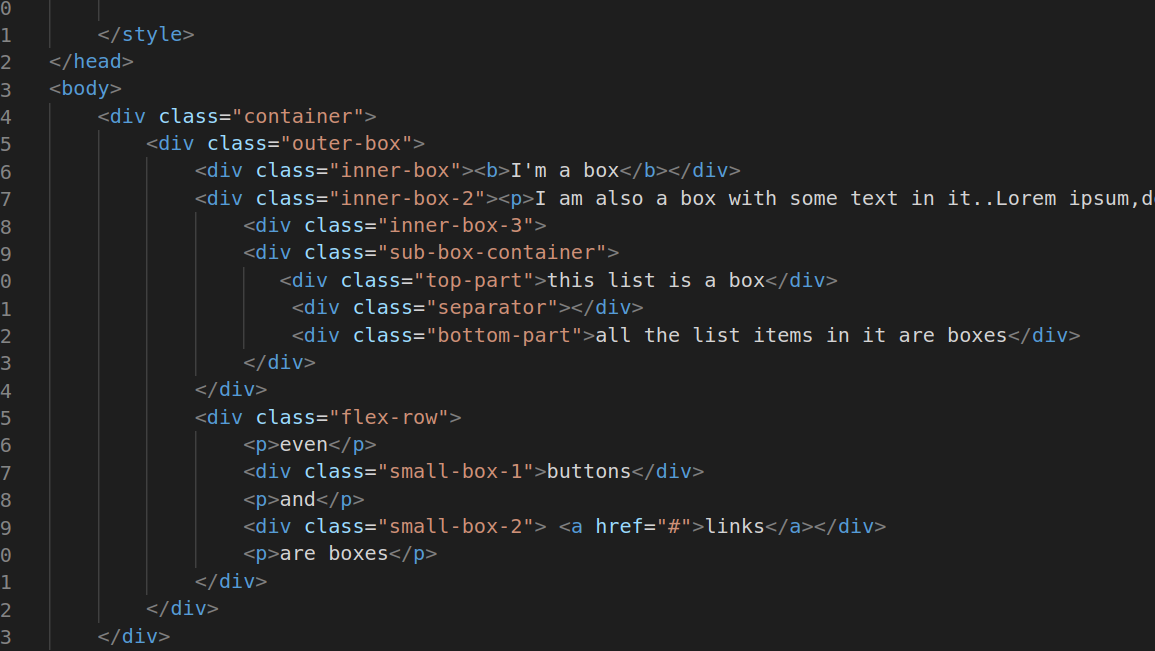 0
1 </style>
2 </head>
3 <body>
4 <div class="container">
5 <div class="outer-box">
6 <div class="inner-box"><b>I'm a box</b></div>
7 <div class="inner-box-2"><p>I am also a box with some text in it..Lorem ipsum,d
8 <div class="inner-box-3">
9 <div class="sub-box-container">
0 <div class="top-part">this list is a box</div>
1 <div class="separator"></div>
2 <div class="bottom-part">all the list items in it are boxes</div>
3 </div>
4 </div>
5 <div class="flex-row">
6 <p>even</p>
7 <div class="small-box-1">buttons</div>
8 <p>and</p>
9 <div class="small-box-2"> <a href="#">links</a></div>
0 <p>are boxes</p>
1 </div>
2 </div>
3 </div>